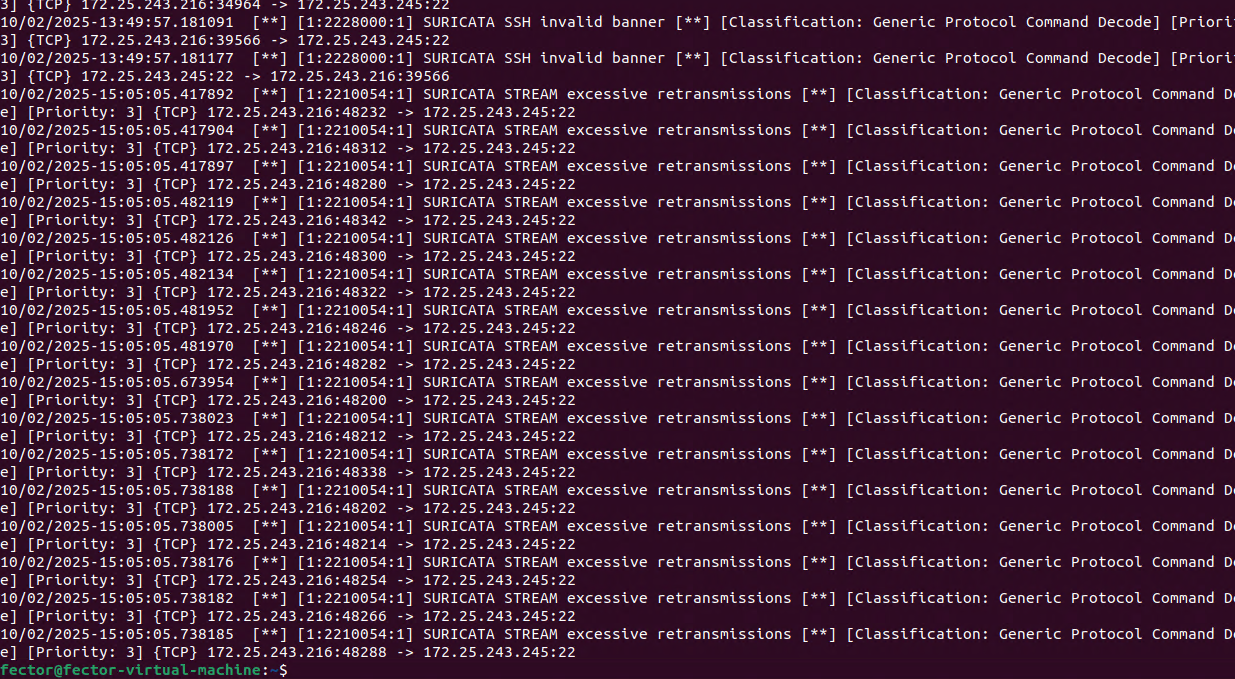 3] {TCP} 172.25.243.216:34964 -> 172.25.243.245:22
10/02/2025-13:49:57.181091  [**] [1:2228000:1] SURICATA SSH invalid banner [**] [Classification: Generic Protocol Command Decode] [Priori
3] {TCP} 172.25.243.216:39566 -> 172.25.243.245:22
10/02/2025-13:49:57.181177  [**] [1:2228000:1] SURICATA SSH invalid banner [**] [Classification: Generic Protocol Command Decode] [Priori
3] {TCP} 172.25.243.245:22 -> 172.25.243.216:39566
10/02/2025-15:05:05.417892  [**] [1:2210054:1] SURICATA STREAM excessive retransmissions [**] [Classification: Generic Protocol Command D
e] [Priority: 3] {TCP} 172.25.243.216:48232 -> 172.25.243.245:22
10/02/2025-15:05:05.417904  [**] [1:2210054:1] SURICATA STREAM excessive retransmissions [**] [Classification: Generic Protocol Command D
e] [Priority: 3] {TCP} 172.25.243.216:48312 -> 172.25.243.245:22
10/02/2025-15:05:05.417897  [**] [1:2210054:1] SURICATA STREAM excessive retransmissions [**] [Classification: Generic Protocol Command D
e] [Priority: 3] {TCP} 172.25.243.216:48280 -> 172.25.243.245:22
10/02/2025-15:05:05.482119  [**] [1:2210054:1] SURICATA STREAM excessive retransmissions [**] [Classification: Generic Protocol Command D
e] [Priority: 3] {TCP} 172.25.243.216:48342 -> 172.25.243.245:22
10/02/2025-15:05:05.482126  [**] [1:2210054:1] SURICATA STREAM excessive retransmissions [**] [Classification: Generic Protocol Command D
e] [Priority: 3] {TCP} 172.25.243.216:48300 -> 172.25.243.245:22
10/02/2025-15:05:05.482134  [**] [1:2210054:1] SURICATA STREAM excessive retransmissions [**] [Classification: Generic Protocol Command D
e] [Priority: 3] {TCP} 172.25.243.216:48322 -> 172.25.243.245:22
10/02/2025-15:05:05.481952  [**] [1:2210054:1] SURICATA STREAM excessive retransmissions [**] [Classification: Generic Protocol Command D
e] [Priority: 3] {TCP} 172.25.243.216:48246 -> 172.25.243.245:22
10/02/2025-15:05:05.481970  [**] [1:2210054:1] SURICATA STREAM excessive retransmissions [**] [Classification: Generic Protocol Command D
e] [Priority: 3] {TCP} 172.25.243.216:48282 -> 172.25.243.245:22
10/02/2025-15:05:05.673954  [**] [1:2210054:1] SURICATA STREAM excessive retransmissions [**] [Classification: Generic Protocol Command D
e] [Priority: 3] {TCP} 172.25.243.216:48200 -> 172.25.243.245:22
10/02/2025-15:05:05.738023  [**] [1:2210054:1] SURICATA STREAM excessive retransmissions [**] [Classification: Generic Protocol Command D
e] [Priority: 3] {TCP} 172.25.243.216:48212 -> 172.25.243.245:22
10/02/2025-15:05:05.738172  [**] [1:2210054:1] SURICATA STREAM excessive retransmissions [**] [Classification: Generic Protocol Command D
e] [Priority: 3] {TCP} 172.25.243.216:48338 -> 172.25.243.245:22
10/02/2025-15:05:05.738188  [**] [1:2210054:1] SURICATA STREAM excessive retransmissions [**] [Classification: Generic Protocol Command D
e] [Priority: 3] {TCP} 172.25.243.216:48202 -> 172.25.243.245:22
10/02/2025-15:05:05.738005  [**] [1:2210054:1] SURICATA STREAM excessive retransmissions [**] [Classification: Generic Protocol Command D
e] [Priority: 3] {TCP} 172.25.243.216:48214 -> 172.25.243.245:22
10/02/2025-15:05:05.738176  [**] [1:2210054:1] SURICATA STREAM excessive retransmissions [**] [Classification: Generic Protocol Command D
e] [Priority: 3] {TCP} 172.25.243.216:48254 -> 172.25.243.245:22
10/02/2025-15:05:05.738182  [**] [1:2210054:1] SURICATA STREAM excessive retransmissions [**] [Classification: Generic Protocol Command D
e] [Priority: 3] {TCP} 172.25.243.216:48266 -> 172.25.243.245:22
10/02/2025-15:05:05.738185  [**] [1:2210054:1] SURICATA STREAM excessive retransmissions [**] [Classification: Generic Protocol Command D
e] [Priority: 3] {TCP} 172.25.243.216:48288 -> 172.25.243.245:22
fector@fector-virtual-machine:~$